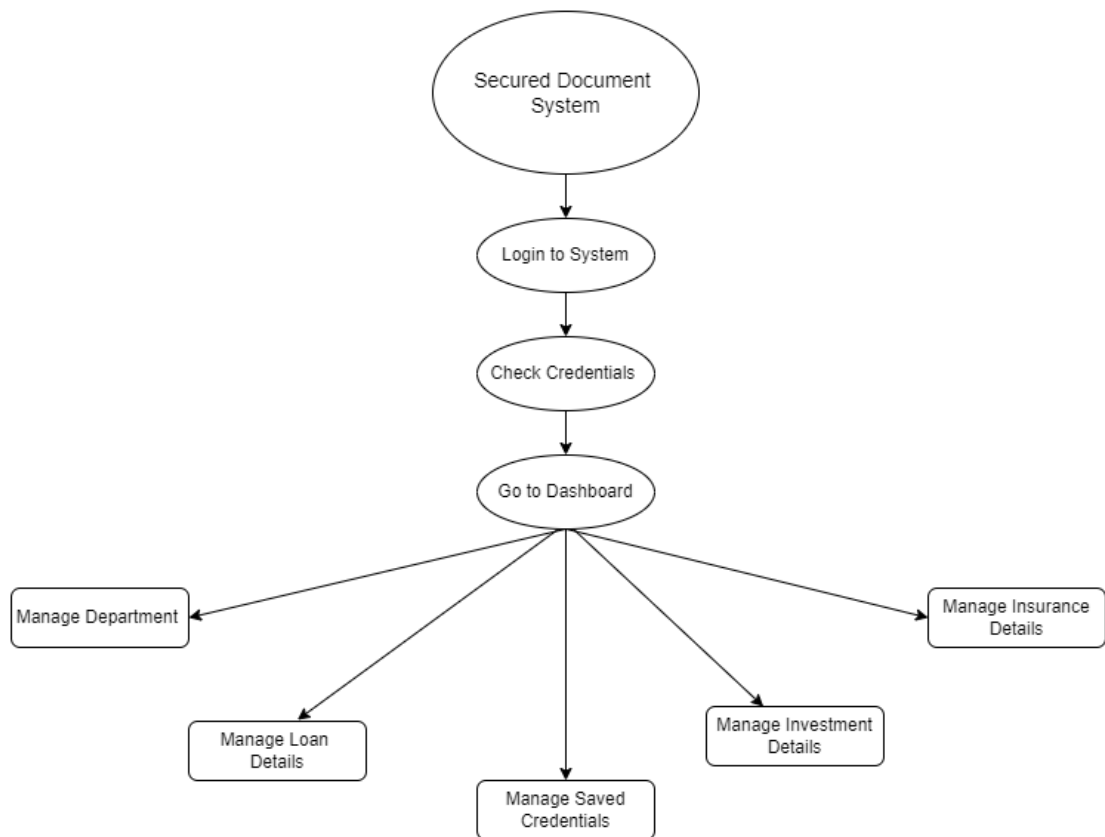 Secured Document
System
Login to System
Check Credentials
Go to Dashboard
Manage Department
Manage Loan
Details
Manage Saved
Credentials
Manage Investment
Details
Manage Insurance
Details